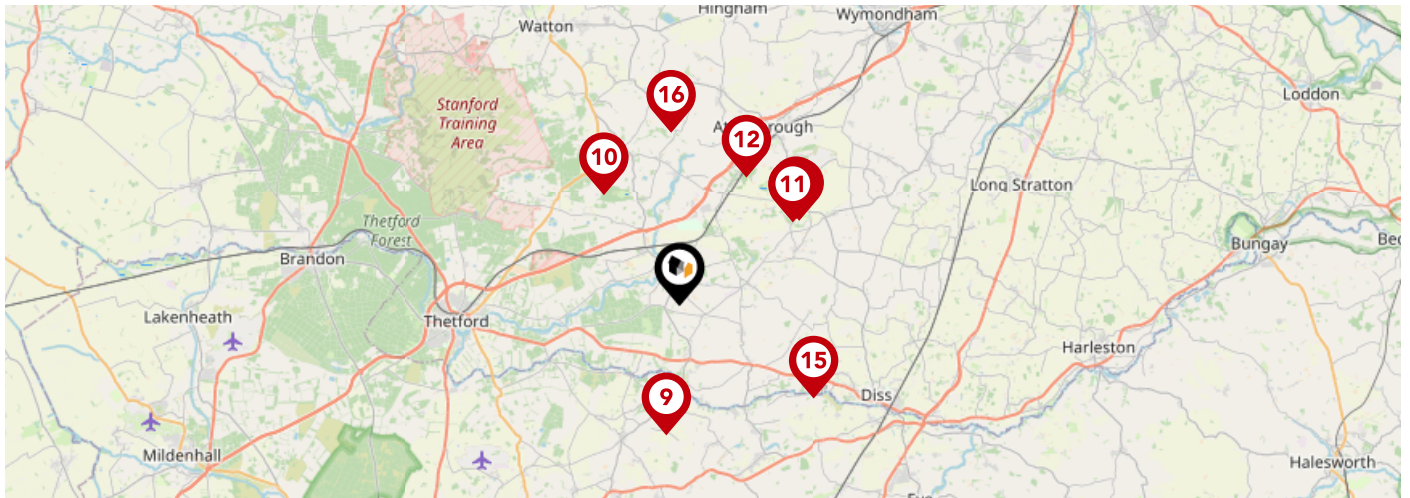 Hingham
Wymondham
Watton
16
Loddon
Stanford
Training
Area
12
10
11
Long Stratton
Thetford
Forest
Bungay
Brandon
Lakenheath
Thetford
Harleston
15
Diss
9
Mildenhall
Halesworth